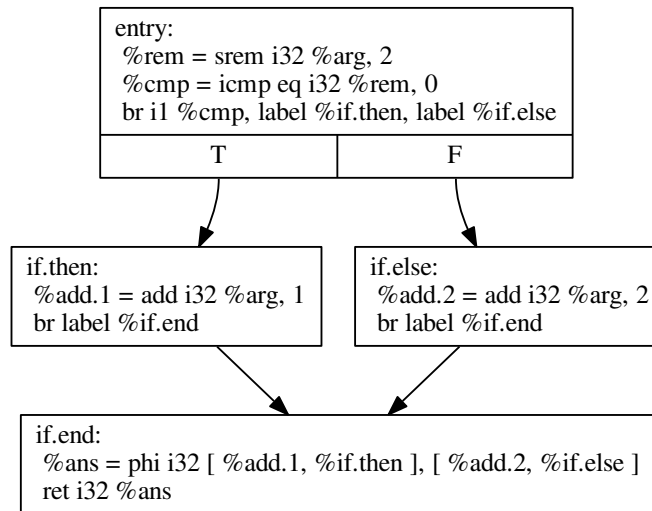 entry:
%rem = srem i32 %arg, 2
%cmp = icmp eq i32 %rem, 0
br i1 %cmp, label %if.then, label %if.else
T
F
if.then:
%add.1 = add i32 %arg, 1
br label %if.end
if.else:
%add.2 = add i32 %arg, 2
br label %if.end
if.end:
%ans = phi i32 [ %add.1, %if.then ], [ %add.2, %if.else ]
ret i32 %ans